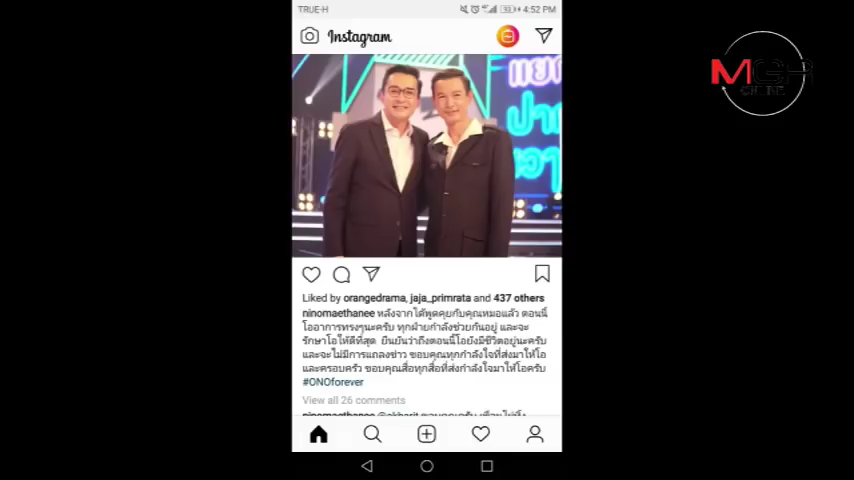 TRUE-H
4:52 PM
Instagram
แยก
ปาก
MGR
ONLINE
Liked by orangedrama, jaja_primrata and 437 others
ninomaethanee หลังจากได้พูดคุยกับคุณหมอแล้ว ตอนนี้
โออาการทรงๆนะครับ ทุกฝ่ายกำลังช่วยกันอยู่ และจะ
รักษาโอให้ดีที่สุด ยืนยันว่าถึงตอนนี้โอยังมีชีวิตอยู่นะครับ
และจะไม่มีการแถลงข่าว ขอบคุณทุกกำลังใจที่ส่งมาให้โอ
และครอบครัว ขอบคุณสื่อทุกสื่อที่ส่งกำลังใจมาให้โอครับ
#ONOforever
View all 26 comments